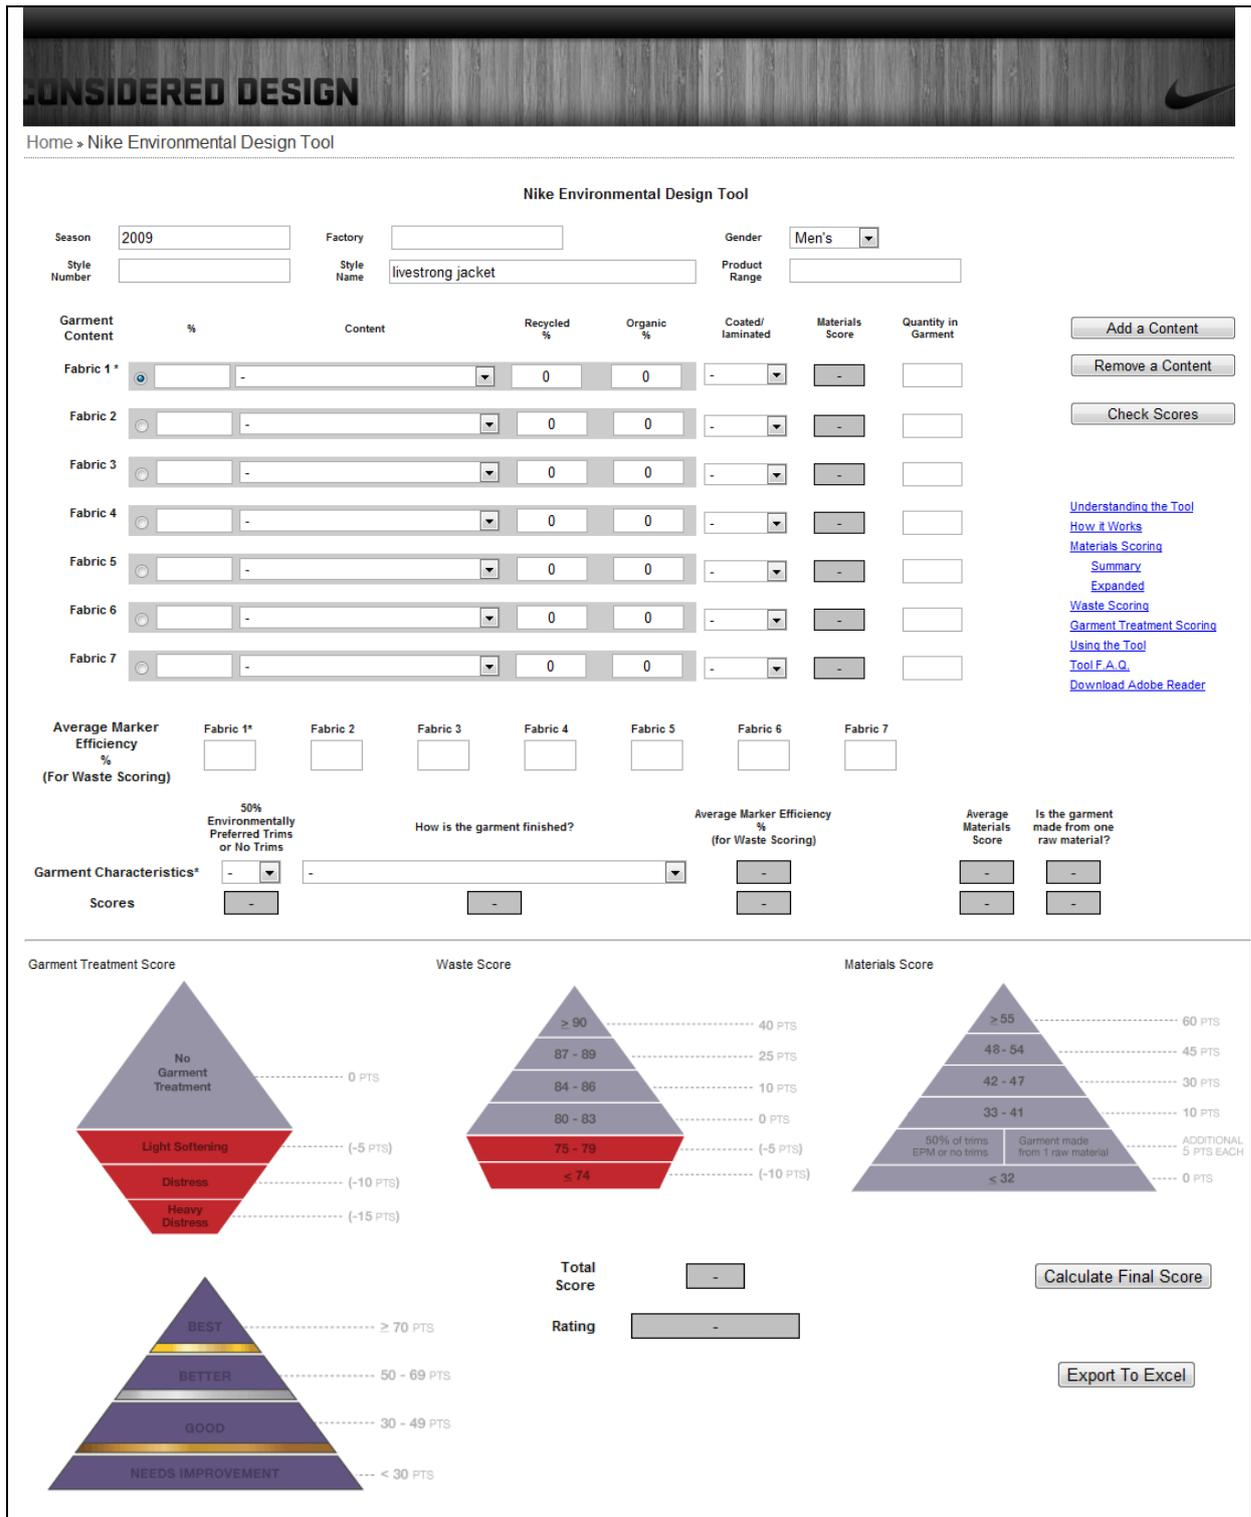 CONSIDERED DESIGN
Home » Nike Environmental Design Tool
Nike Environmental Design Tool
Season 2009 Factory Gender Men's
Style Number Style Name livestrong jacket Product Range
Garment Content % Content Recycled % Organic % Coated/ laminated Materials Score Quantity in Garment
Add a Content
Fabric 1 * - 0 0 - -
Remove a Content
Fabric 2 - 0 0 - -
Check Scores
Fabric 3 - 0 0 - -
Fabric 4 - 0 0 - -
Fabric 5 - 0 0 - -
Fabric 6 - 0 0 - -
Fabric 7 - 0 0 - -
Understanding the Tool
How it Works
Materials Scoring
Summary
Expanded
Waste Scoring
Garment Treatment Scoring
Using the Tool
Tool F.A.Q.
Download Adobe Reader
Average Marker Efficiency % (For Waste Scoring)
Fabric 1* Fabric 2 Fabric 3 Fabric 4 Fabric 5 Fabric 6 Fabric 7
50% Environmentally Preferred Trims or No Trims
How is the garment finished?
Average Marker Efficiency % (for Waste Scoring)
Average Materials Score
Is the garment made from one raw material?
Garment Characteristics* - - - - -
Scores - - - - -
Garment Treatment Score
No Garment Treatment 0 PTS
Light Softening (-5 PTS)
Distress (-10 PTS)
Heavy Distress (-15 PTS)
Waste Score
≥ 90 40 PTS
87 - 89 25 PTS
84 - 86 10 PTS
80 - 83 0 PTS
75 - 79 (-5 PTS)
≤ 74 (-10 PTS)
Materials Score
≥ 55 60 PTS
48 - 54 45 PTS
42 - 47 30 PTS
33 - 41 10 PTS
50% of trims EPM or no trims Garment made from 1 raw material ADDITIONAL 5 PTS EACH
≤ 32 0 PTS
Total Score -
Calculate Final Score
Rating -
Export To Excel
BEST ≥ 70 PTS
BETTER 50 - 69 PTS
GOOD 30 - 49 PTS
NEEDS IMPROVEMENT < 30 PTS